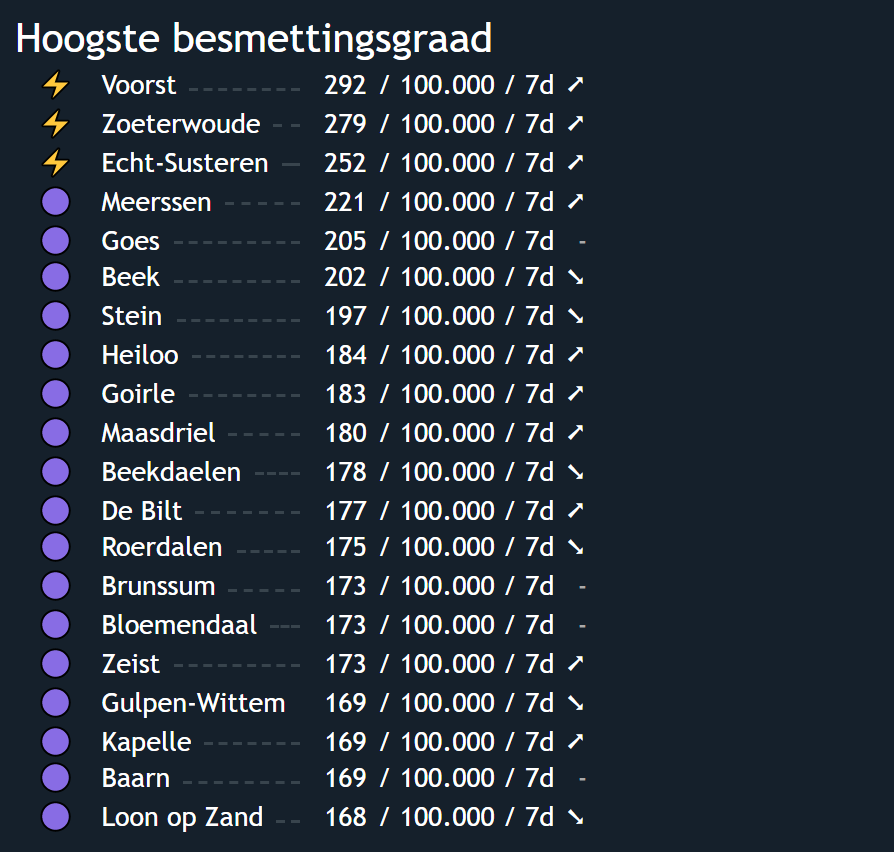 Hoogste besmettingsgraad
⚡ Voorst --------- 292 / 100.000 / 7d ➚
⚡ Zoeterwoude -- 279 / 100.000 / 7d ➚
⚡ Echt-Susteren — 252 / 100.000 / 7d ➚
Meerssen ------ 221 / 100.000 / 7d ➚
Goes --------- 205 / 100.000 / 7d -
Beek --------- 202 / 100.000 / 7d ➘
Stein --------- 197 / 100.000 / 7d ➘
Heiloo -------- 184 / 100.000 / 7d ➚
Goirle -------- 183 / 100.000 / 7d ➚
Maasdriel ----- 180 / 100.000 / 7d ➚
Beekdaelen ---- 178 / 100.000 / 7d ➘
De Bilt ------- 177 / 100.000 / 7d ➚
Roerdalen ----- 175 / 100.000 / 7d ➘
Brunssum ----- 173 / 100.000 / 7d -
Bloemendaal --- 173 / 100.000 / 7d -
Zeist --------- 173 / 100.000 / 7d ➚
Gulpen-Wittem 169 / 100.000 / 7d ➘
Kapelle ------- 169 / 100.000 / 7d ➚
Baarn -------- 169 / 100.000 / 7d -
Loon op Zand -- 168 / 100.000 / 7d ➘